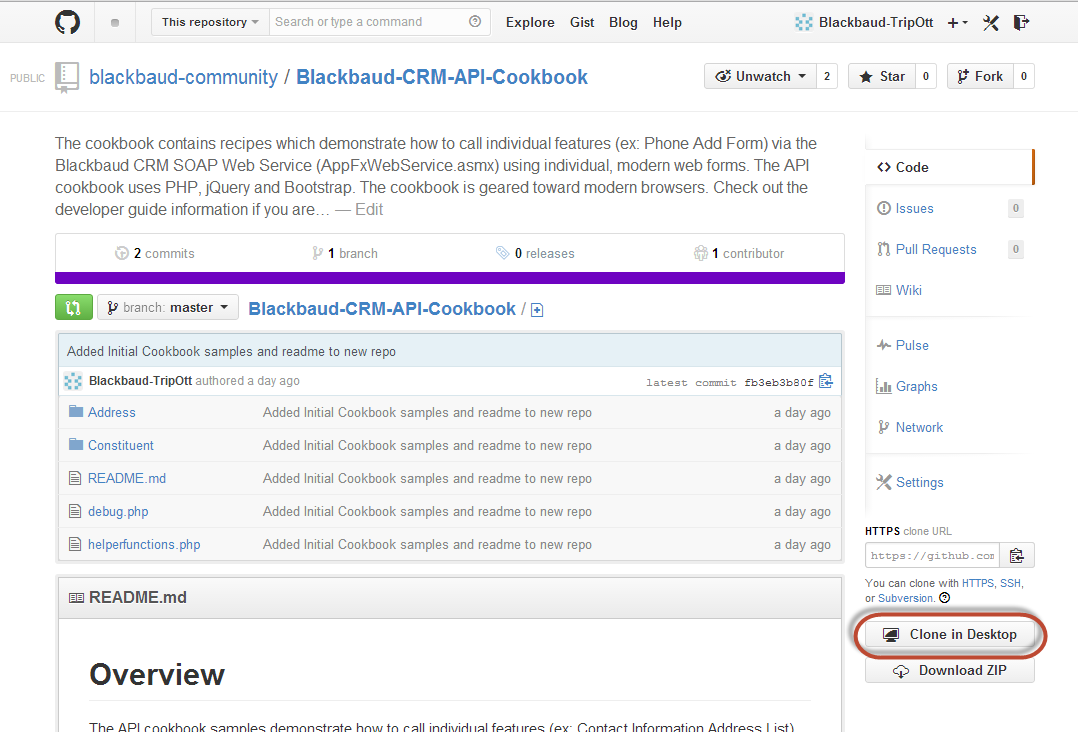 This repository Search or type a command Explore Gist Blog Help Blackbaud-TripOtt
PUBLIC blackbaud-community / Blackbaud-CRM-API-Cookbook Unwatch 2 Star 0 Fork 0
The cookbook contains recipes which demonstrate how to call individual features (ex: Phone Add Form) via the
Blackbaud CRM SOAP Web Service (AppFxWebService.asmx) using individual, modern web forms. The API
cookbook uses PHP, jQuery and Bootstrap. The cookbook is geared toward modern browsers. Check out the
developer guide information if you are… — Edit
2 commits 1 branch 0 releases 1 contributor
branch: master Blackbaud-CRM-API-Cookbook /
Added Initial Cookbook samples and readme to new repo
Blackbaud-TripOtt authored a day ago latest commit fb3eb3b80f
Address Added Initial Cookbook samples and readme to new repo a day ago
Constituent Added Initial Cookbook samples and readme to new repo a day ago
README.md Added Initial Cookbook samples and readme to new repo a day ago
debug.php Added Initial Cookbook samples and readme to new repo a day ago
helperfunctions.php Added Initial Cookbook samples and readme to new repo a day ago
README.md
Overview
The API cookbook samples demonstrate how to call individual features (ex: Contact Information Address List)
Code
Issues 0
Pull Requests 0
Wiki
Pulse
Graphs
Network
Settings
HTTPS clone URL
https://github.com
You can clone with HTTPS, SSH,
or Subversion.
Clone in Desktop
Download ZIP